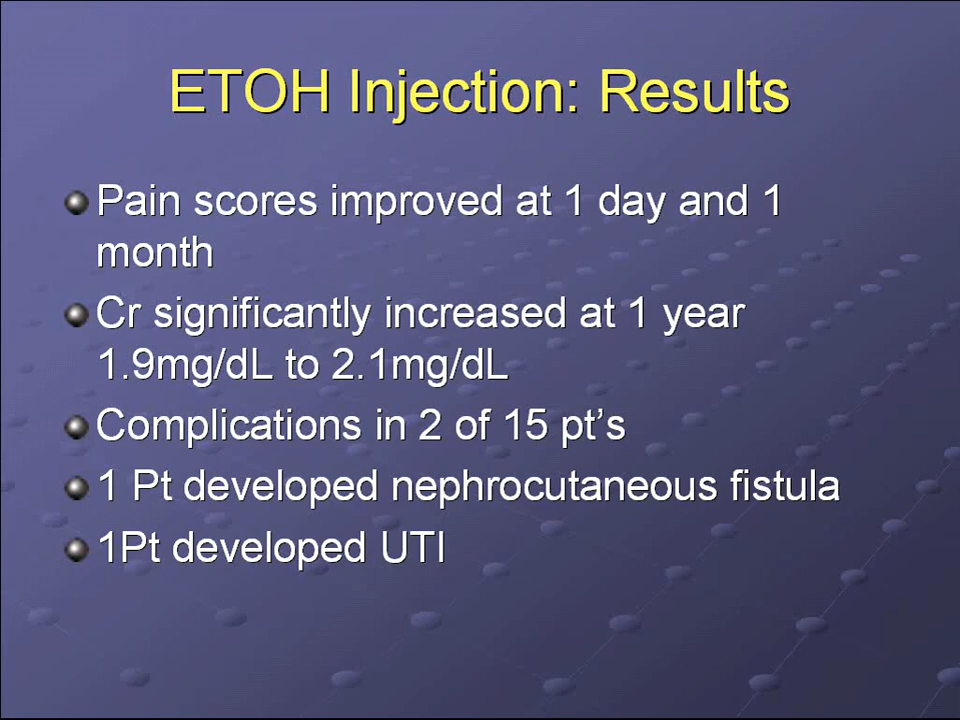 ETOH Injection: Results
Pain scores improved at 1 day and 1
month
Cr significantly increased at 1 year
1.9mg/dL to 2.1mg/dL
Complications in 2 of 15 pt’s
1 Pt developed nephrocutaneous fistula
1Pt developed UTI